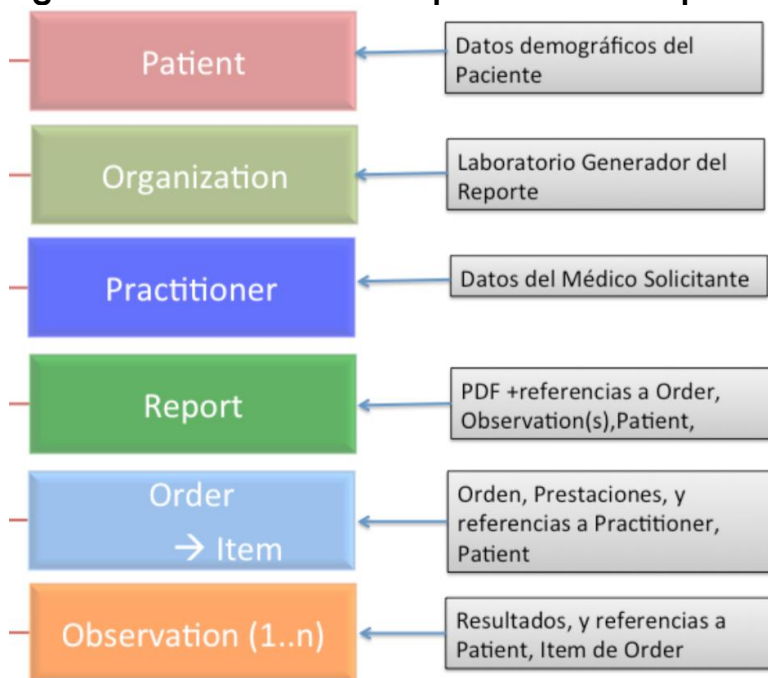 Patient
Datos demográficos del
Paciente
Organization
Laboratorio Generador del
Reporte
Practitioner
Datos del Médico Solicitante
Report
PDF +referencias a Order,
Observation(s),Patient,
Order
→ Item
Orden, Prestaciones, y
referencias a Practitioner,
Patient
Observation (1..n)
Resultados, y referencias a
Patient, Item de Order